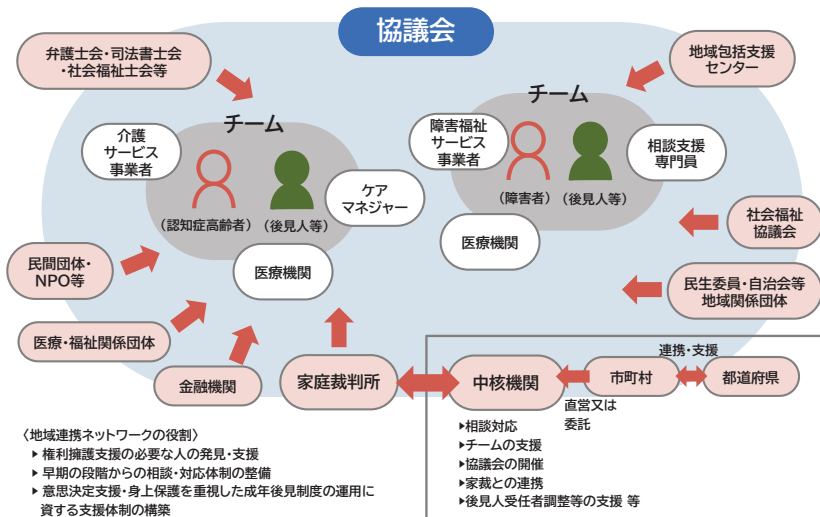 協議会
弁護士会・司法書士会
・社会福祉士会等
地域包括支援
センター
チーム
チーム
介護
サービス
事業者
障害福祉
サービス
事業者
相談支援
専門員
ケア
マネジャー
(認知症高齢者)
(後見人等)
(障害者)
(後見人等)
社会福祉
協議会
医療機関
医療機関
民間団体・
NPO等
民生委員・自治会等
地域関係団体
医療・福祉関係団体
金融機関
家庭裁判所
中核機関
市町村
連携・支援
都道府県
直営又は
委託
〈地域連携ネットワークの役割〉
▶ 権利擁護支援の必要な人の発見・支援
▶ 早期の段階からの相談・対応体制の整備
▶ 意思決定支援・身上保護を重視した成年後見制度の運用に
資する支援体制の構築
▶相談対応
▶チームの支援
▶協議会の開催
▶家裁との連携
▶後見人受任者調整等の支援 等